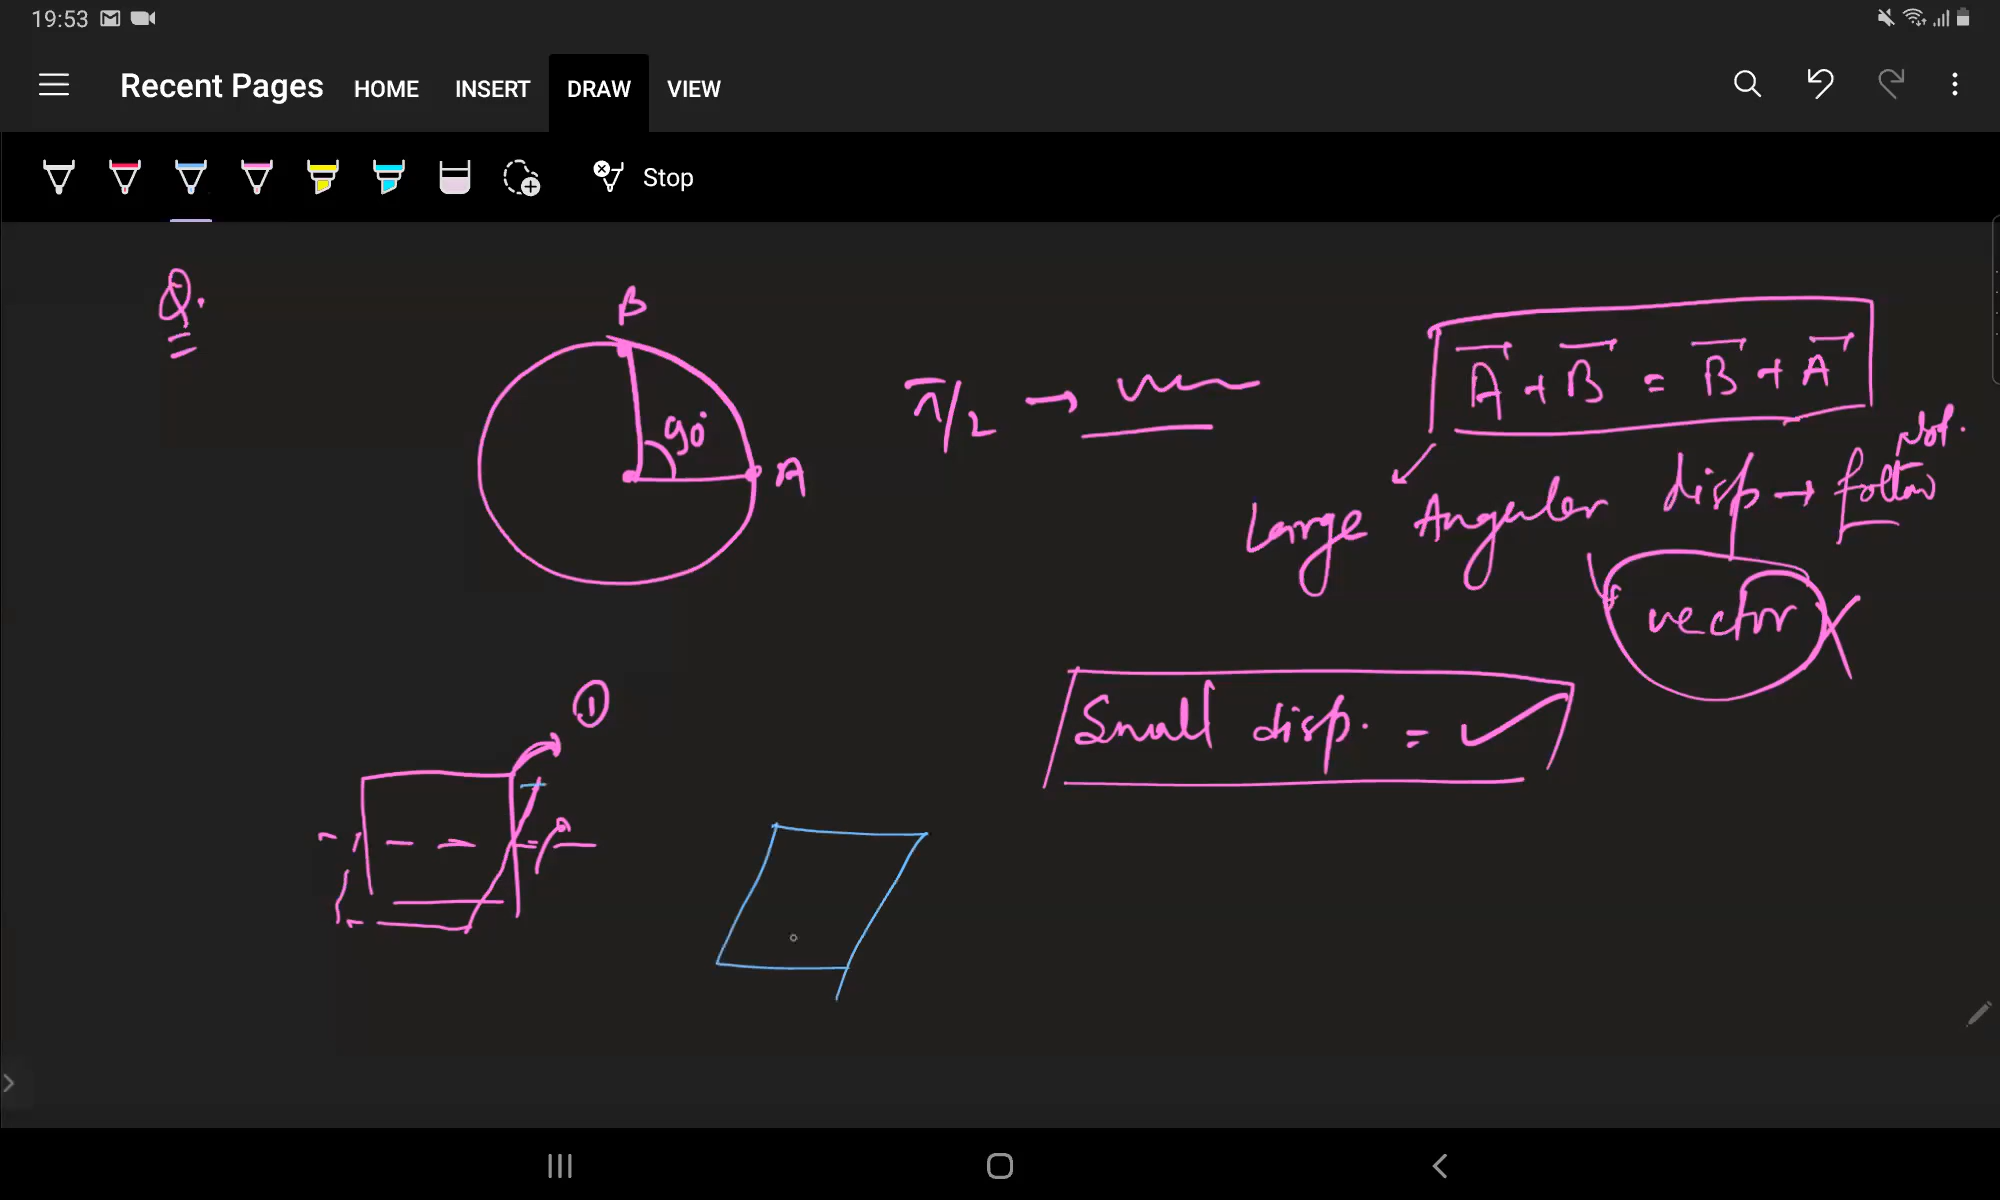 19:53
Recent Pages HOME INSERT DRAW VIEW
Stop
Q.
B
90°
A
π/2 →
A + B = B + A
Large Angular disp → follow
Not.
vector
Small disp. =
1